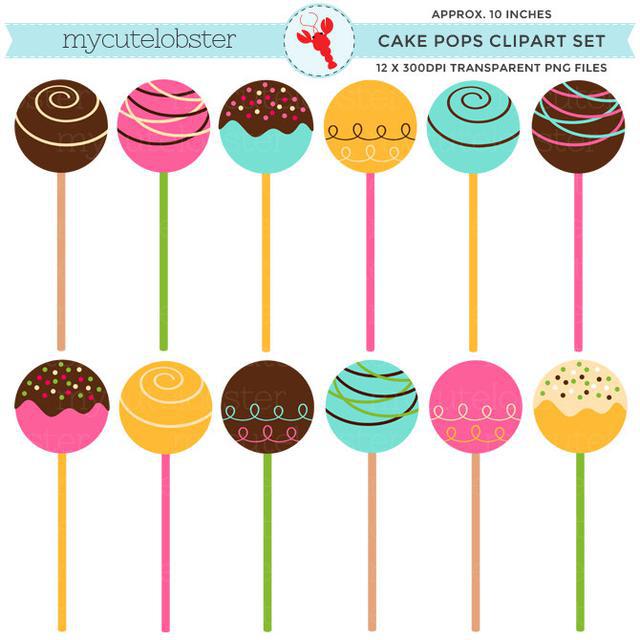 APPROX. 10 INCHES
mycutelobster
CAKE POPS CLIPART SET
12 X 300DPI TRANSPARENT PNG FILES